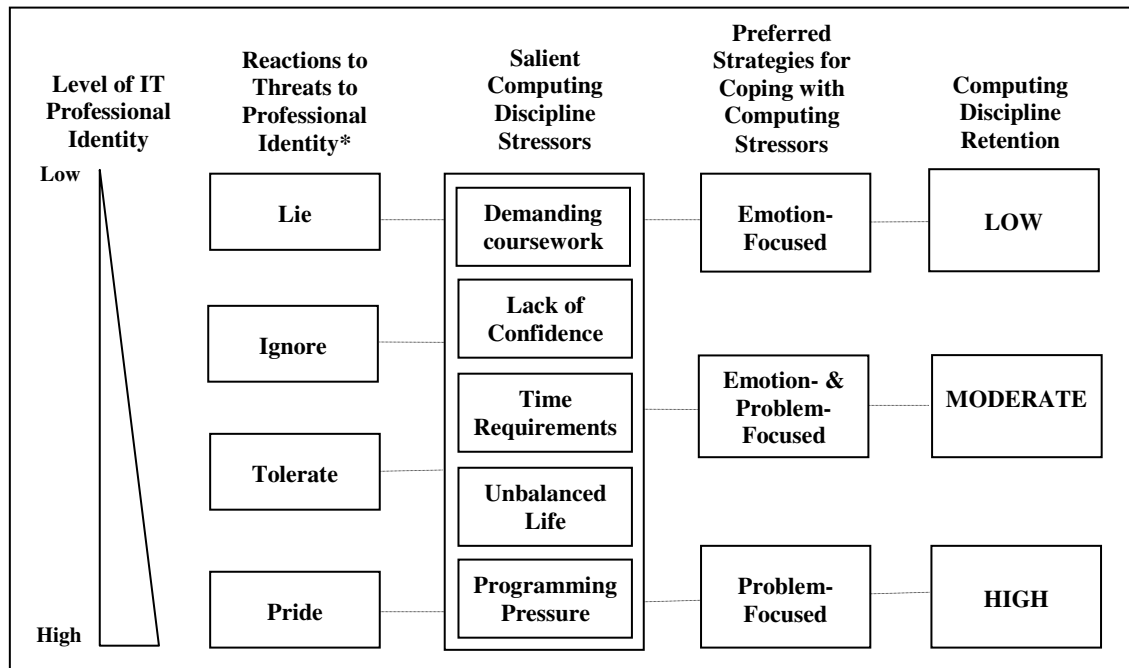 Level of IT
Professional
Identity
Reactions to
Threats to
Professional
Identity*
Salient
Computing
Discipline
Stressors
Preferred
Strategies for
Coping with
Computing
Stressors
Computing
Discipline
Retention
Low
High
Lie
Ignore
Tolerate
Pride
Demanding
coursework
Lack of
Confidence
Time
Requirements
Unbalanced
Life
Programming
Pressure
Emotion-
Focused
Emotion- &
Problem-
Focused
Problem-
Focused
LOW
MODERATE
HIGH